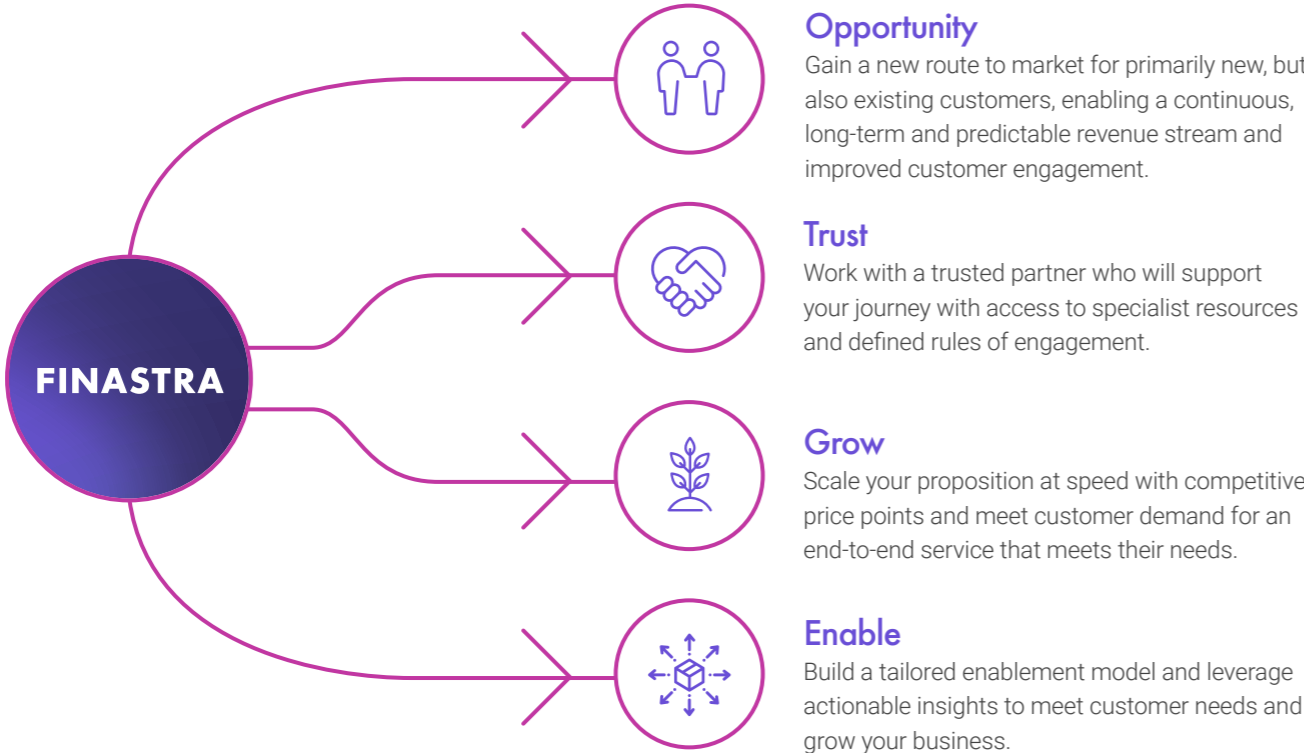 FINASTRA
Opportunity
Gain a new route to market for primarily new, but
also existing customers, enabling a continuous,
long-term and predictable revenue stream and
improved customer engagement.
Trust
Work with a trusted partner who will support
your journey with access to specialist resources
and defined rules of engagement.
Grow
Scale your proposition at speed with competitive
price points and meet customer demand for an
end-to-end service that meets their needs.
Enable
Build a tailored enablement model and leverage
actionable insights to meet customer needs and
grow your business.